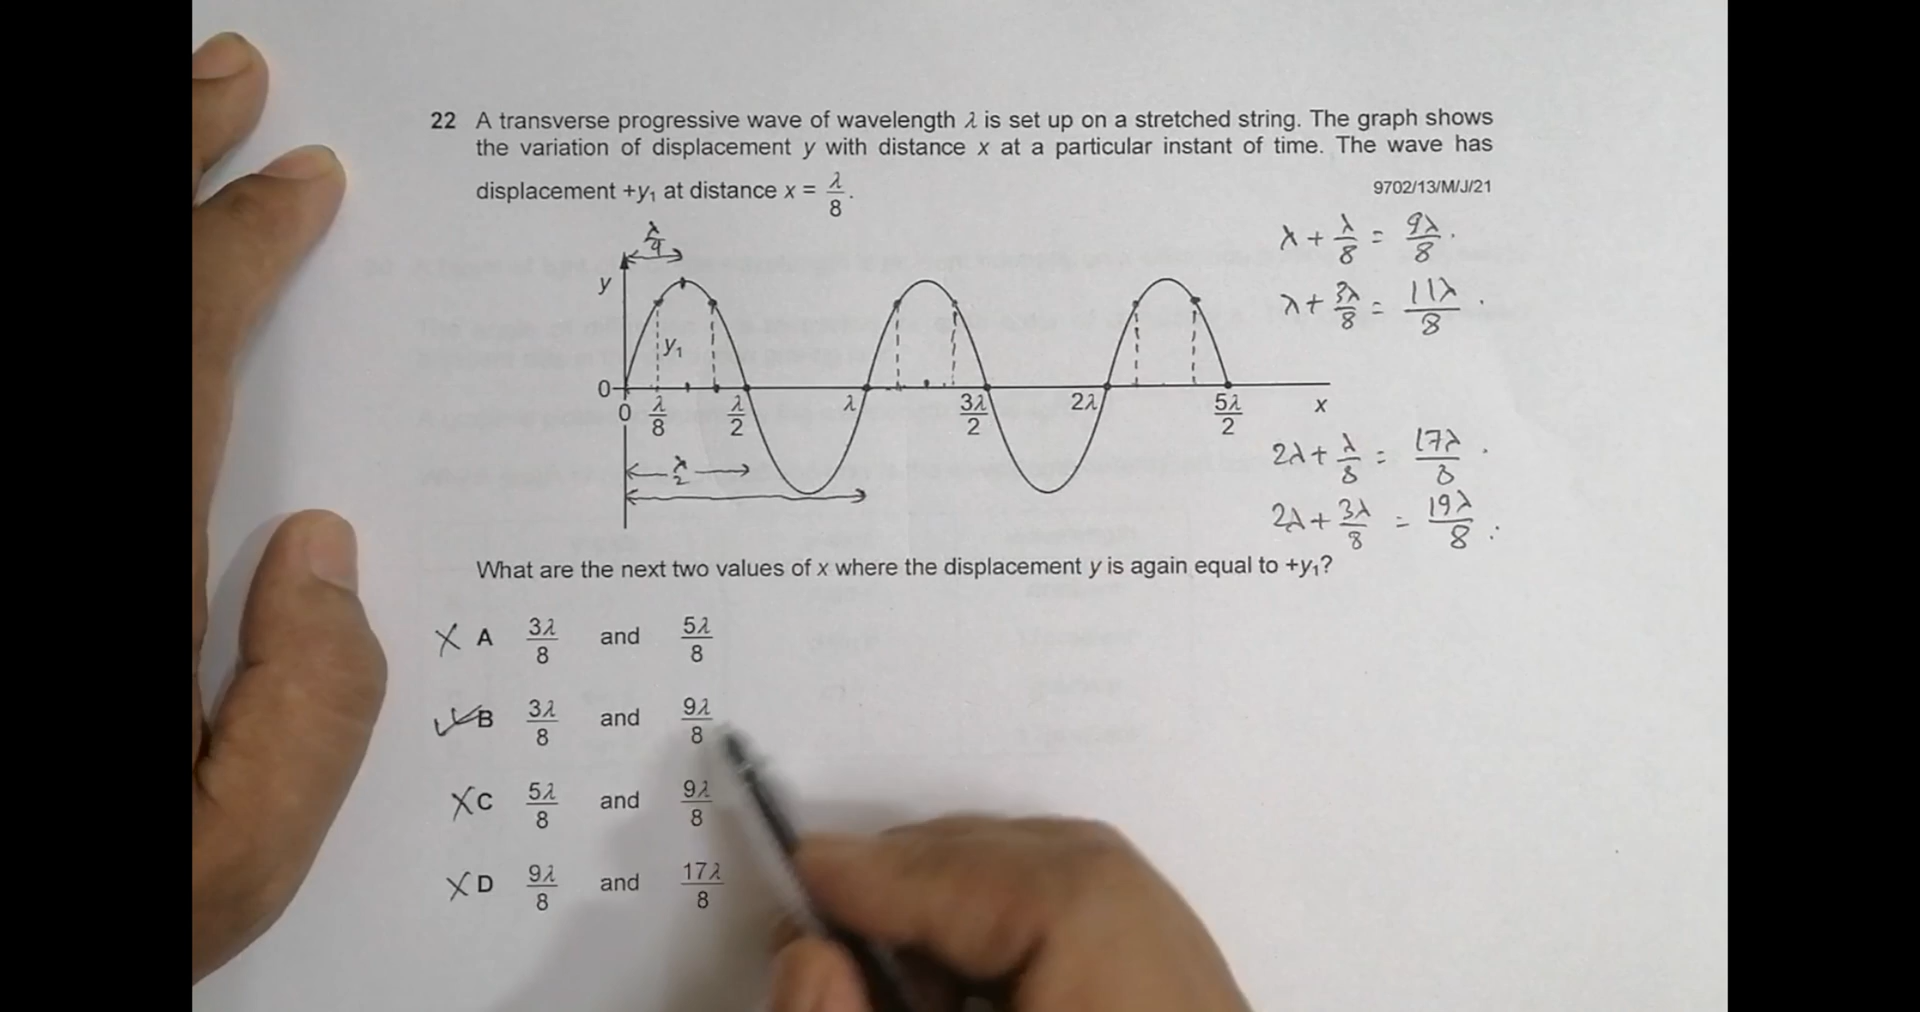 22 A transverse progressive wave of wavelength λ is set up on a stretched string. The graph shows
the variation of displacement y with distance x at a particular instant of time. The wave has
displacement +y₁ at distance x = λ/8.
9702/13/M/J/21
λ + λ/8 = 9λ/8.
λ + 3λ/8 = 11λ/8.
λ/4
y
y₁
0
0 λ/8 λ/2 λ 3λ/2 2λ 5λ/2 x
λ/2
2λ + λ/8 = 17λ/8.
2λ + 3λ/8 = 19λ/8.
What are the next two values of x where the displacement y is again equal to +y₁?
X A 3λ/8 and 5λ/8
✓ B 3λ/8 and 9λ/8
X C 5λ/8 and 9λ/8
X D 9λ/8 and 17λ/8